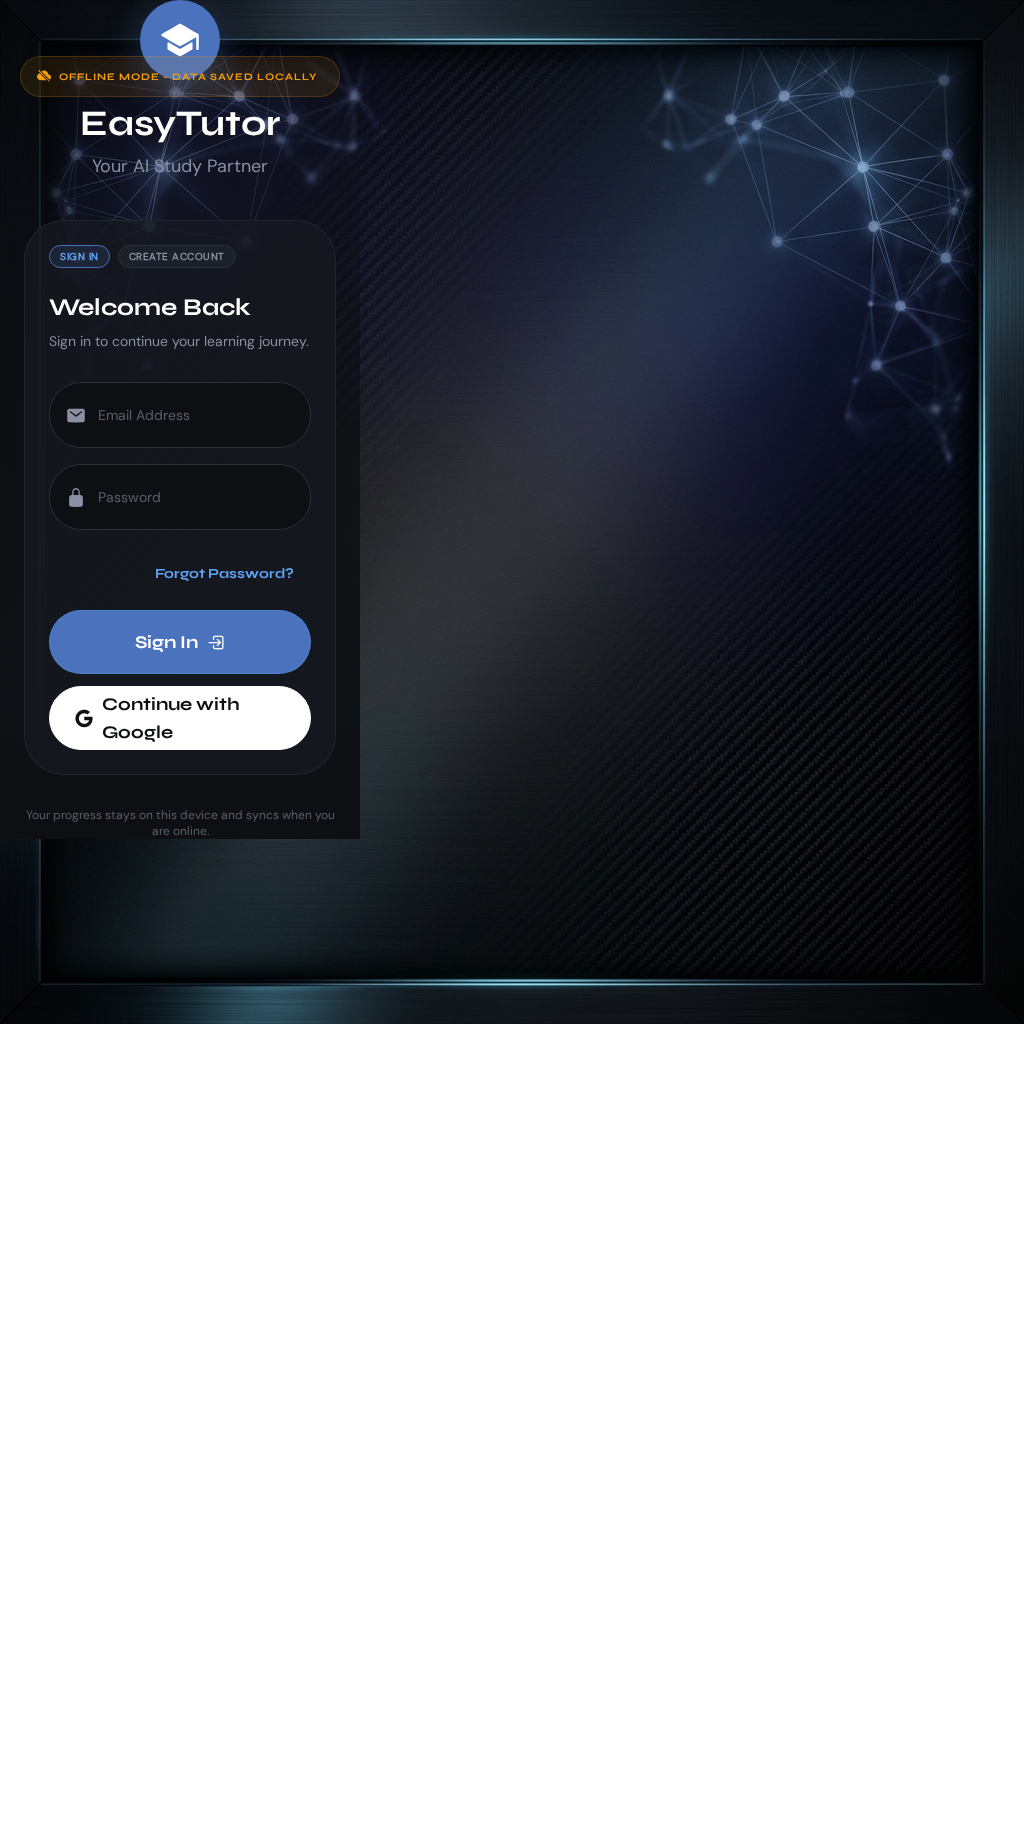 OFFLINE MODE - DATA SAVED LOCALLY
EasyTutor
Your AI Study Partner
SIGN IN
CREATE ACCOUNT
Welcome Back
Sign in to continue your learning journey.
Email Address
Password
Forgot Password?
Sign In
Continue with
Google
Your progress stays on this device and syncs when you
are online.